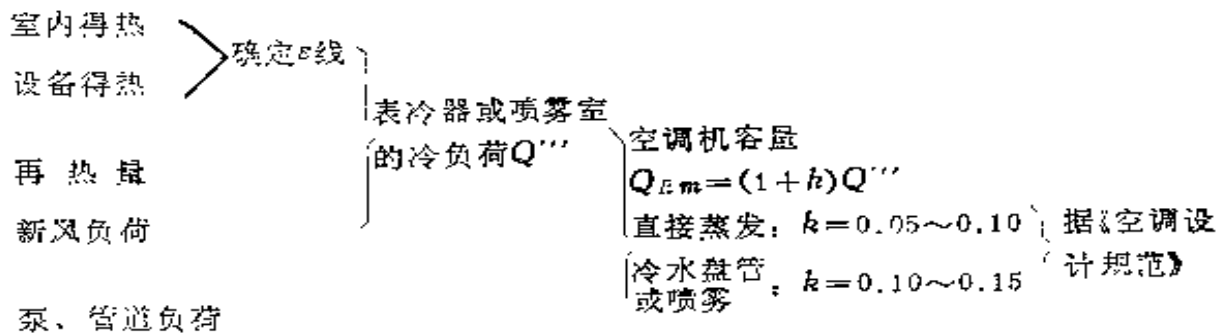 室内得热
设备得热
确定ε线
再热量
新风负荷
泵、管道负荷
表冷器或喷雾室
的冷负荷Q'''
空调机容量
Q_{Em}=(1+h)Q'''
直接蒸发：k=0.05～0.10
冷水盘管
或喷雾：k=0.10～0.15
据《空调设
计规范》